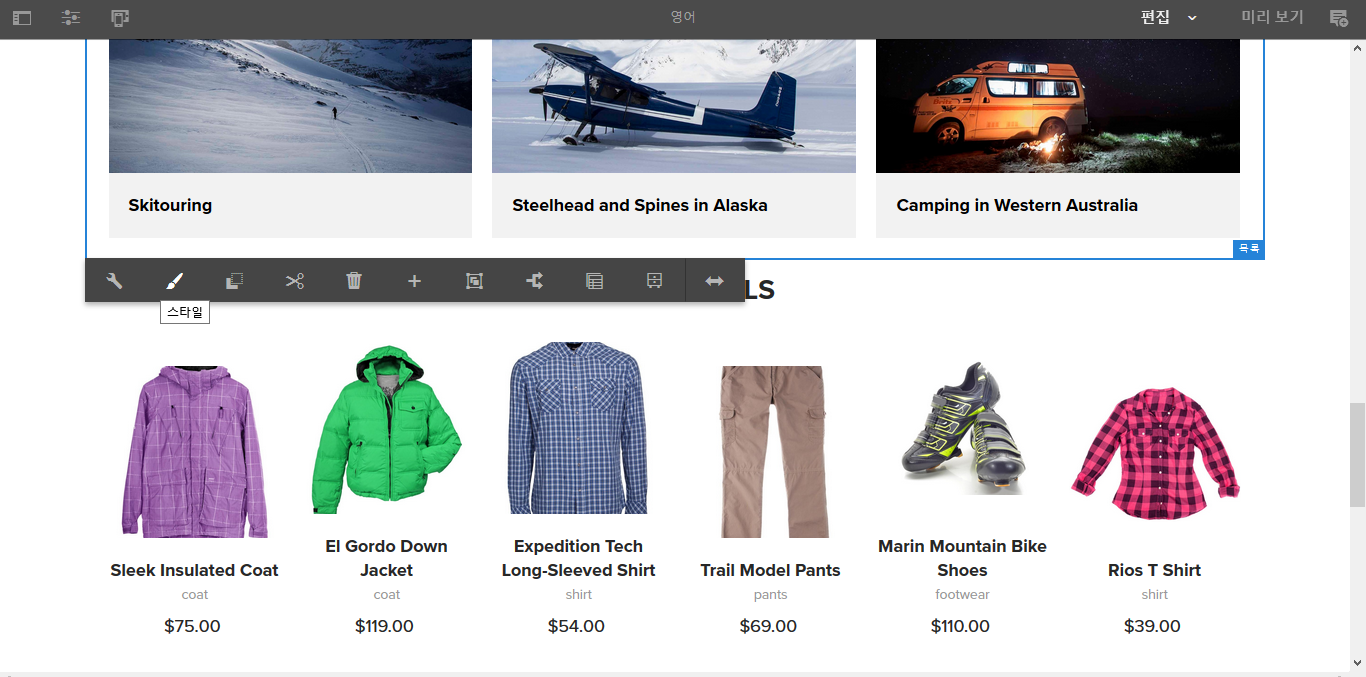 영어
편집
미리 보기
Skitouring
Steelhead and Spines in Alaska
Camping in Western Australia
목록
LS
스타일
Sleek Insulated Coat
coat
$75.00
El Gordo Down
Jacket
coat
$119.00
Expedition Tech
Long-Sleeved Shirt
shirt
$54.00
Trail Model Pants
pants
$69.00
Marin Mountain Bike
Shoes
footwear
$110.00
Rios T Shirt
shirt
$39.00